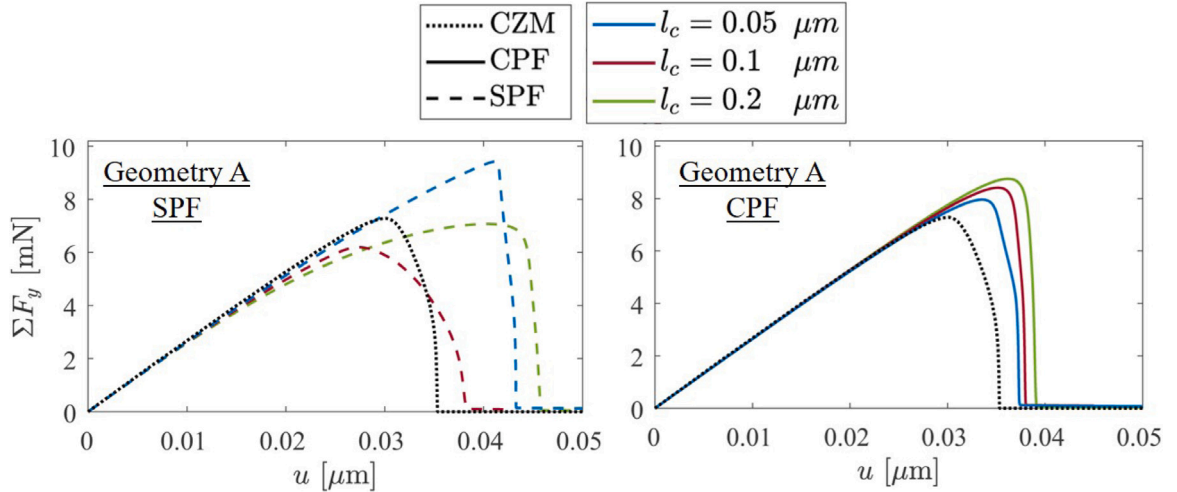 CZM
CPF
SPF
l_c = 0.05 μm
l_c = 0.1 μm
l_c = 0.2 μm
Geometry A
SPF
ΣF_y [mN]
10
8
6
4
2
0
0 0.01 0.02 0.03 0.04 0.05
u [μm]
Geometry A
CPF
10
8
6
4
2
0
0 0.01 0.02 0.03 0.04 0.05
u [μm]